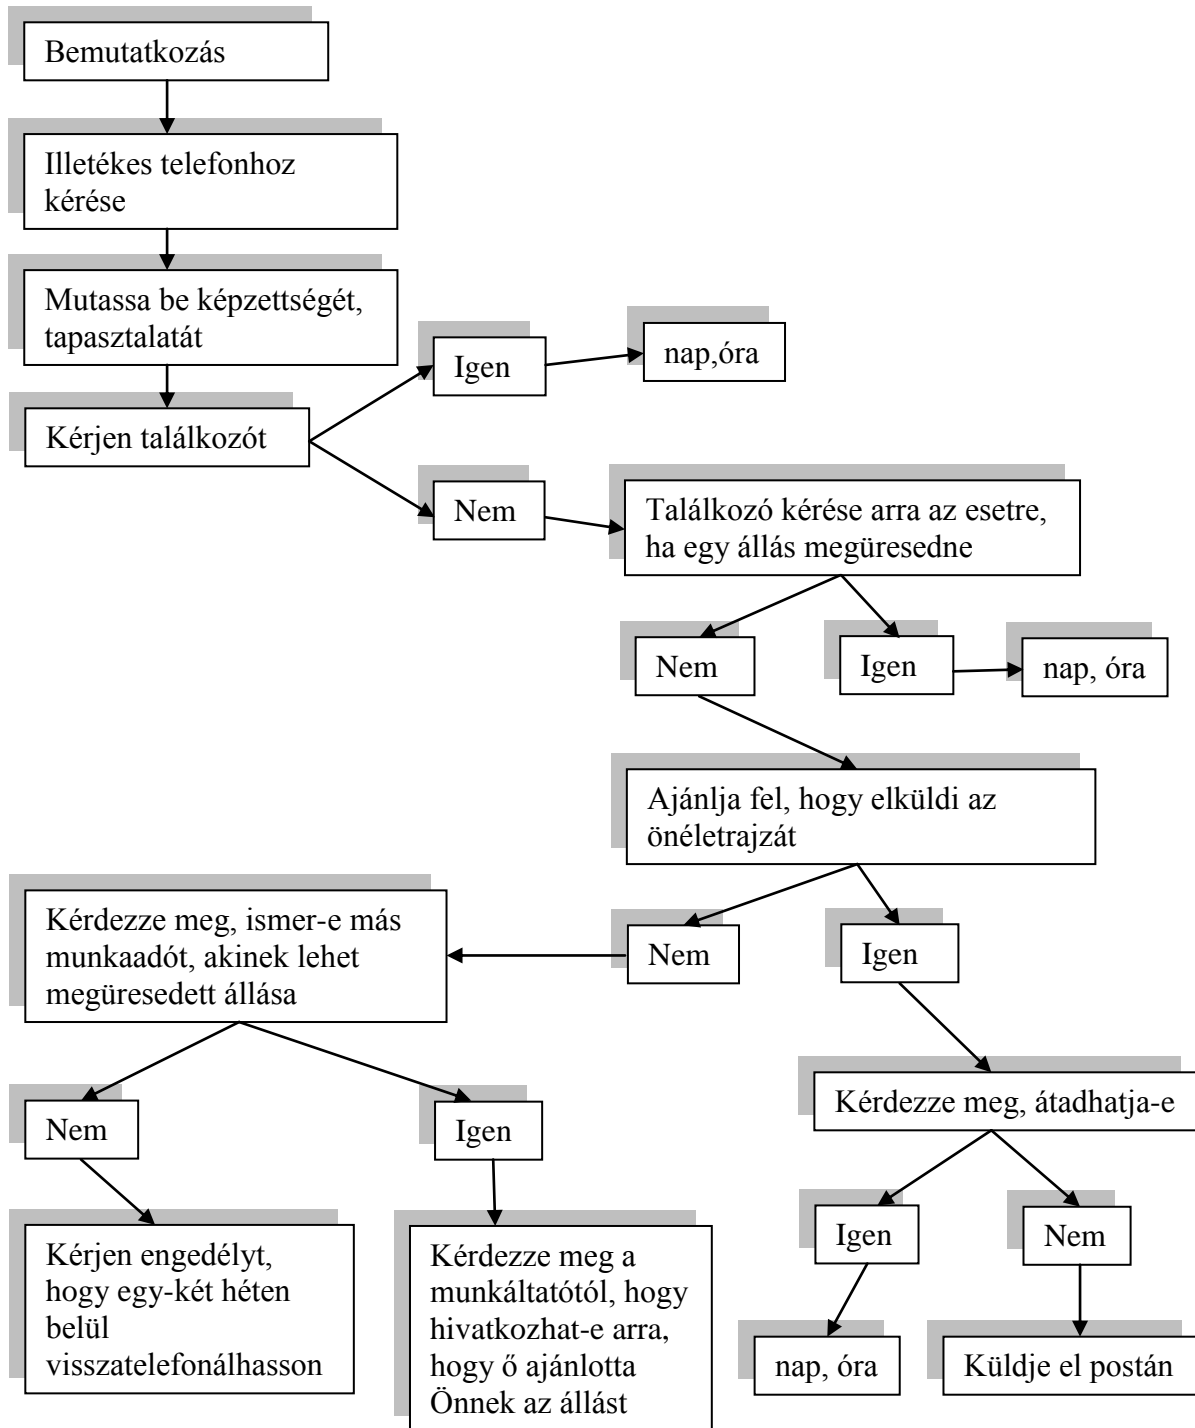 Bemutatkozás
Illetékes telefonhoz
kérése
Mutassa be képzettségét,
tapasztalatát
Igen
nap,óra
Kérjen találkozót
Nem
Találkozó kérése arra az esetre,
ha egy állás megüresedne
Nem
Igen
nap, óra
Ajánlja fel, hogy elküldi az
önéletrajzát
Kérdezze meg, ismer-e más
munkaadót, akinek lehet
megüresedett állása
Nem
Igen
Kérdezze meg, átadhatja-e
Nem
Igen
Igen
Nem
Kérjen engedélyt,
hogy egy-két héten
belül
visszatelefonálhasson
Kérdezze meg a
munkáltatótól, hogy
hivatkozhat-e arra,
hogy ő ajánlotta
Önnek az állást
nap, óra
Küldje el postán